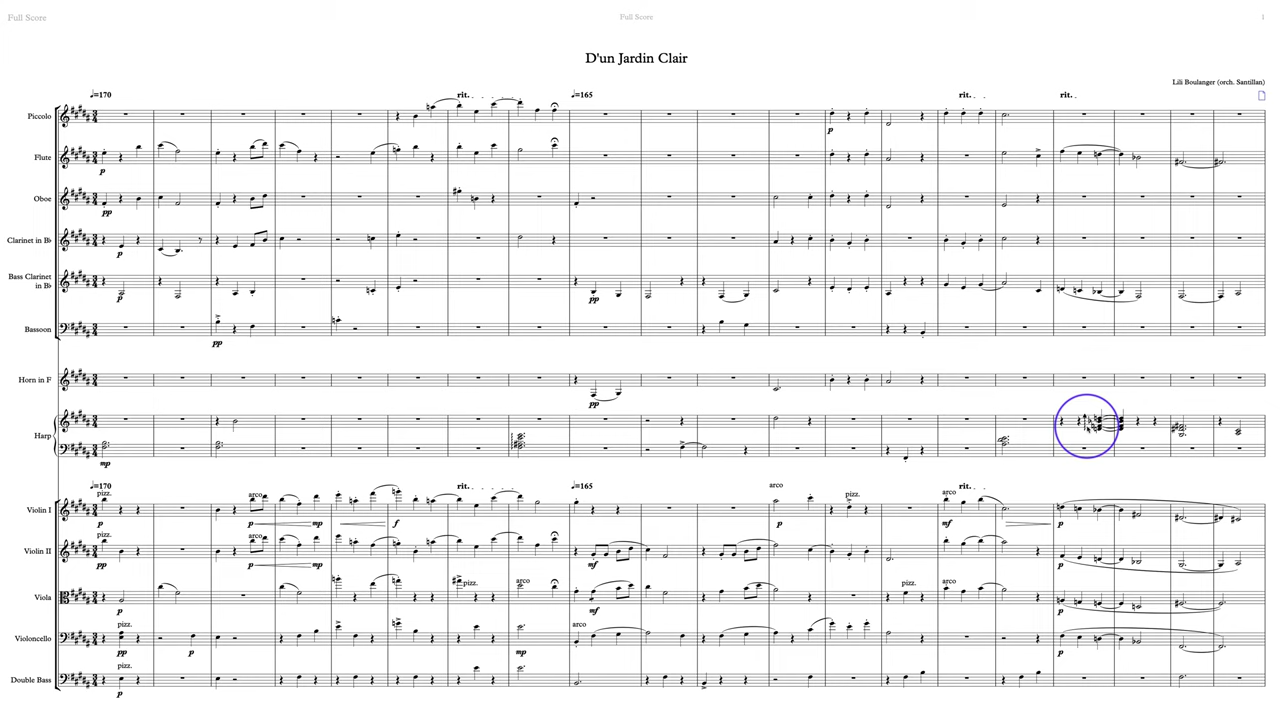 Full Score Full Score 1
D'un Jardin Clair
Lili Boulanger (orch. Santillan)
♩=170 rit. ♩=165 rit. rit.
Piccolo
p
Flute
p
Oboe
pp
Clarinet in B♭
p
Bass Clarinet
in B♭
p pp
Bassoon
pp
Horn in F
pp
Harp
mp
♩=170 rit. ♩=165 rit.
pizz. arco arco pizz. arco
Violin I
p p mp f p mf
pizz. arco
Violin II
pp p mp mf p
pizz. arco pizz. arco
Viola
p mf p
pizz. arco
Violoncello
pp p mp p
pizz.
Double Bass
p